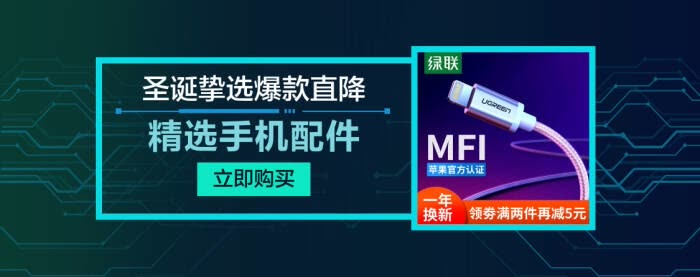 圣诞挚选爆款直降
精选手机配件
立即购买
绿联
UGREEN
MFI
苹果官方认证
一年
换新
领劵满两件再减5元